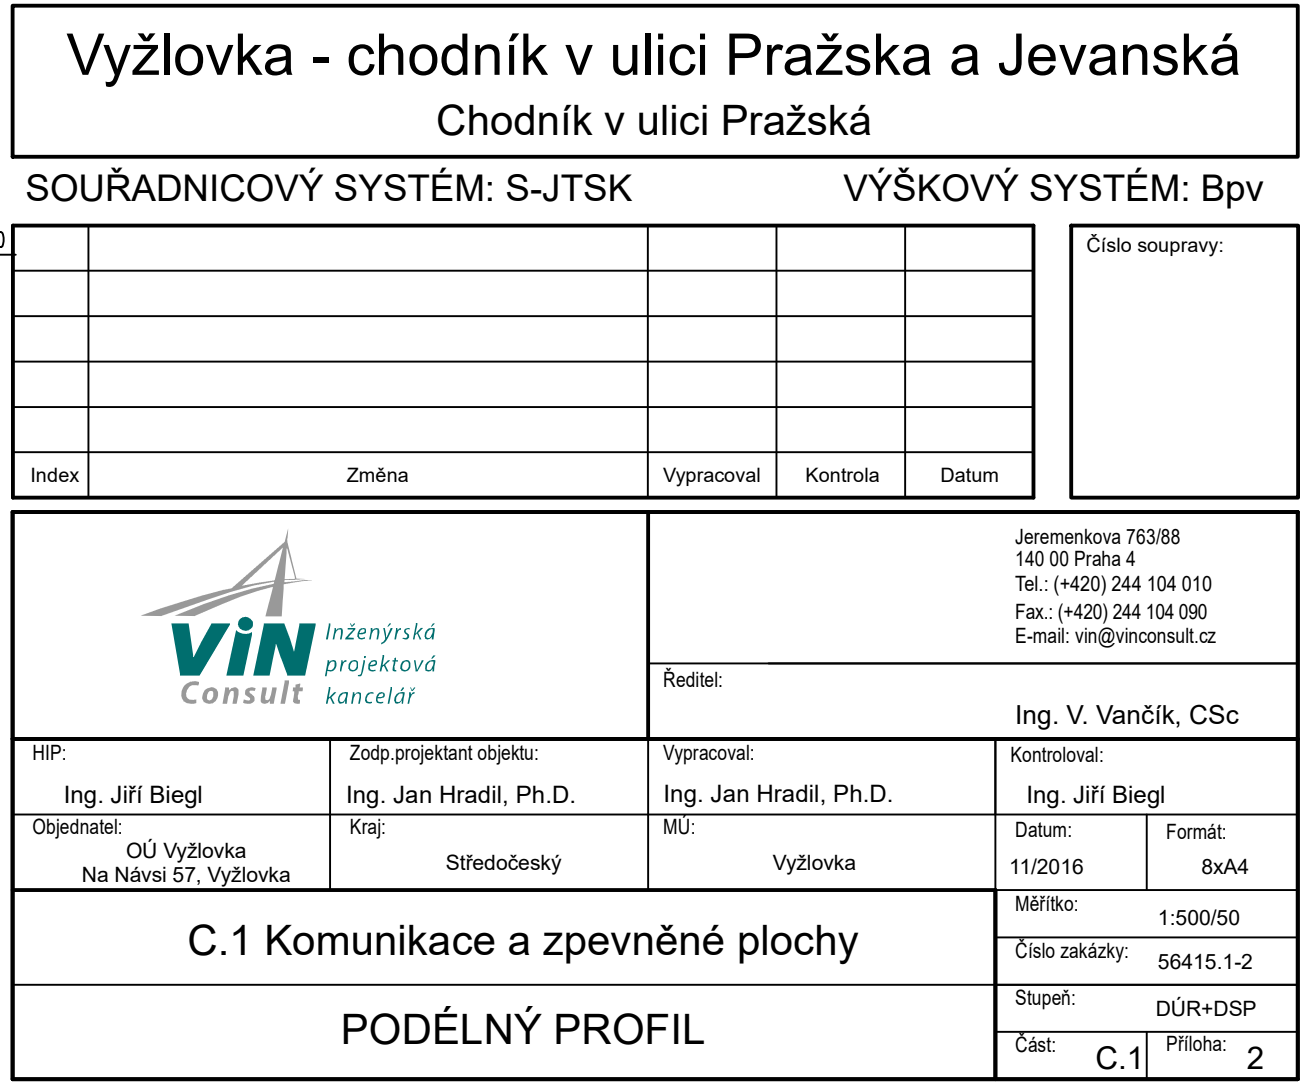 Vyžlovka - chodník v ulici Pražska a Jevanská
Chodník v ulici Pražská
SOUŘADNICOVÝ SYSTÉM: S-JTSK
VÝŠKOVÝ SYSTÉM: Bpv
Číslo soupravy:
Index
Změna
Vypracoval
Kontrola
Datum
ViN
Consult
Inženýrská
projektová
kancelář
Jeremenkova 763/88
140 00 Praha 4
Tel.: (+420) 244 104 010
Fax.: (+420) 244 104 090
E-mail: vin@vinconsult.cz
Ředitel:
Ing. V. Vančík, CSc
HIP:
Ing. Jiří Biegl
Zodp.projektant objektu:
Ing. Jan Hradil, Ph.D.
Vypracoval:
Ing. Jan Hradil, Ph.D.
Kontroloval:
Ing. Jiří Biegl
Objednatel:
OÚ Vyžlovka
Na Návsi 57, Vyžlovka
Kraj:
Středočeský
MÚ:
Vyžlovka
Datum:
11/2016
Formát:
8xA4
C.1 Komunikace a zpevněné plochy
PODÉLNÝ PROFIL
Měřítko:
1:500/50
Číslo zakázky:
56415.1-2
Stupeň:
DÚR+DSP
Část:
C.1
Příloha:
2